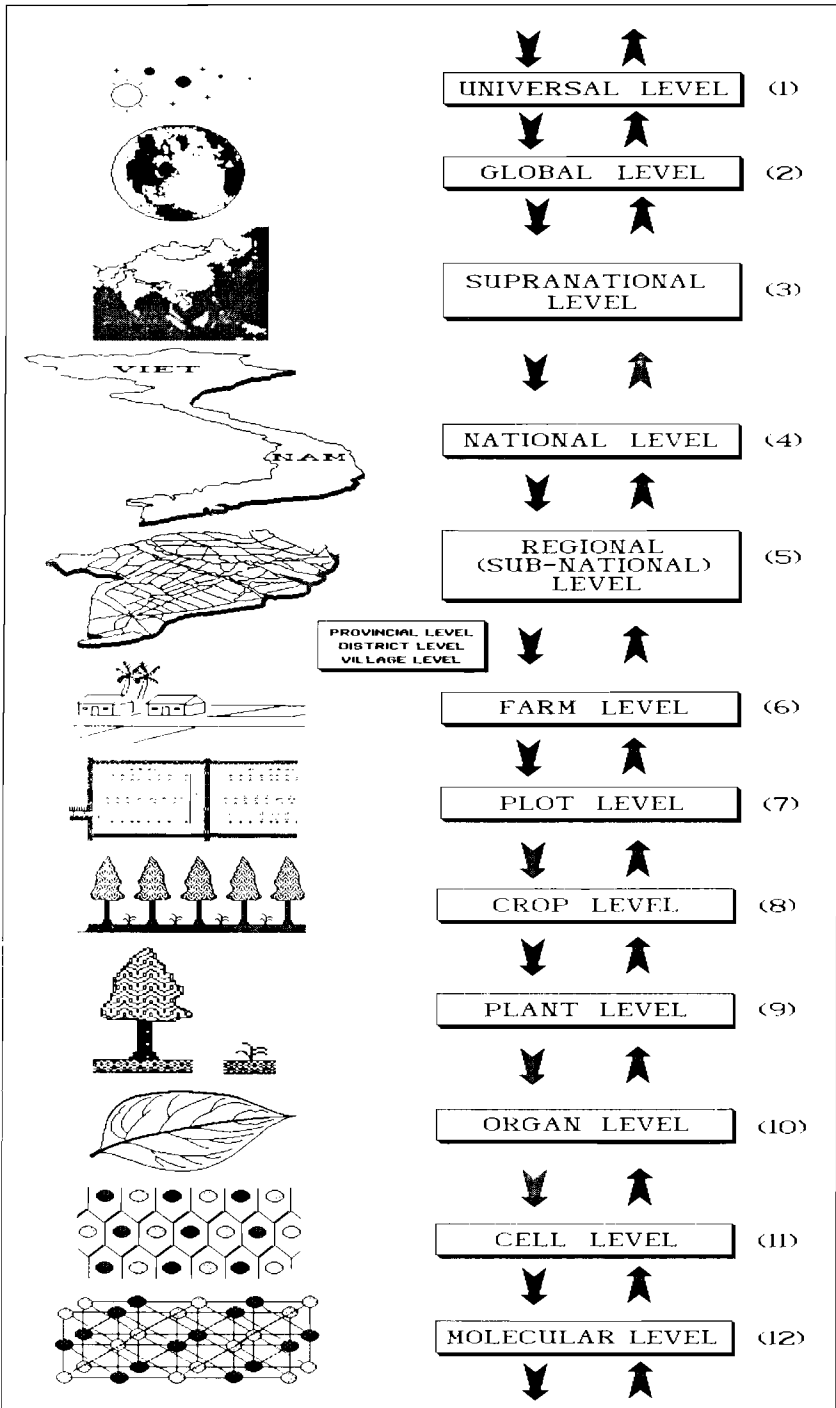 UNIVERSAL LEVEL (1)
GLOBAL LEVEL (2)
SUPRANATIONAL
LEVEL (3)
VIET
NATIONAL LEVEL (4)
NAM
REGIONAL
(SUB-NATIONAL)
LEVEL (5)
PROVINCIAL LEVEL
DISTRICT LEVEL
VILLAGE LEVEL
FARM LEVEL (6)
PLOT LEVEL (7)
CROP LEVEL (8)
PLANT LEVEL (9)
ORGAN LEVEL (10)
CELL LEVEL (11)
MOLECULAR LEVEL (12)